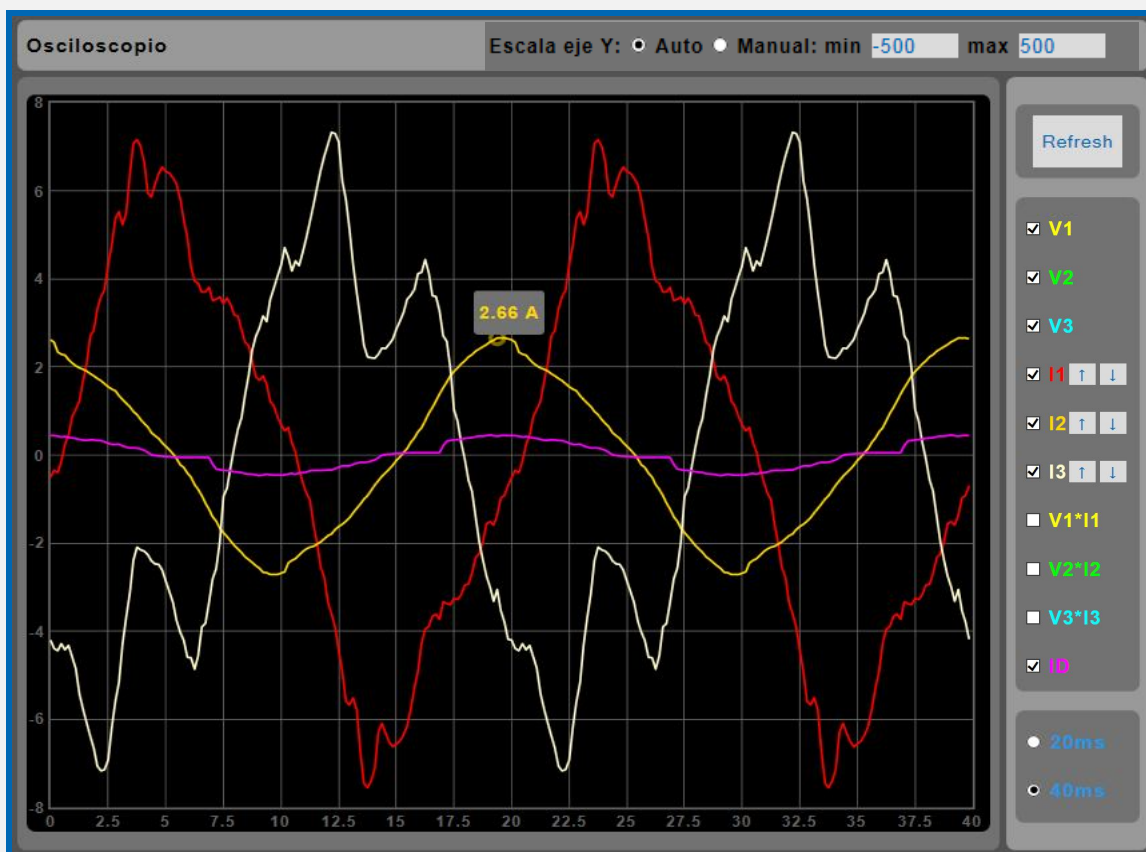 Osciloscopio
Escala eje Y: Auto Manual: min -500 max 500
8
6
4
2
0
-2
-4
-6
-8
0 2.5 5 7.5 10 12.5 15 17.5 20 22.5 25 27.5 30 32.5 35 37.5 40
2.66 A
Refresh
V1
V2
V3
I1 ↑ ↓
I2 ↑ ↓
I3 ↑ ↓
V1*I1
V2*I2
V3*I3
ID
20ms
40ms